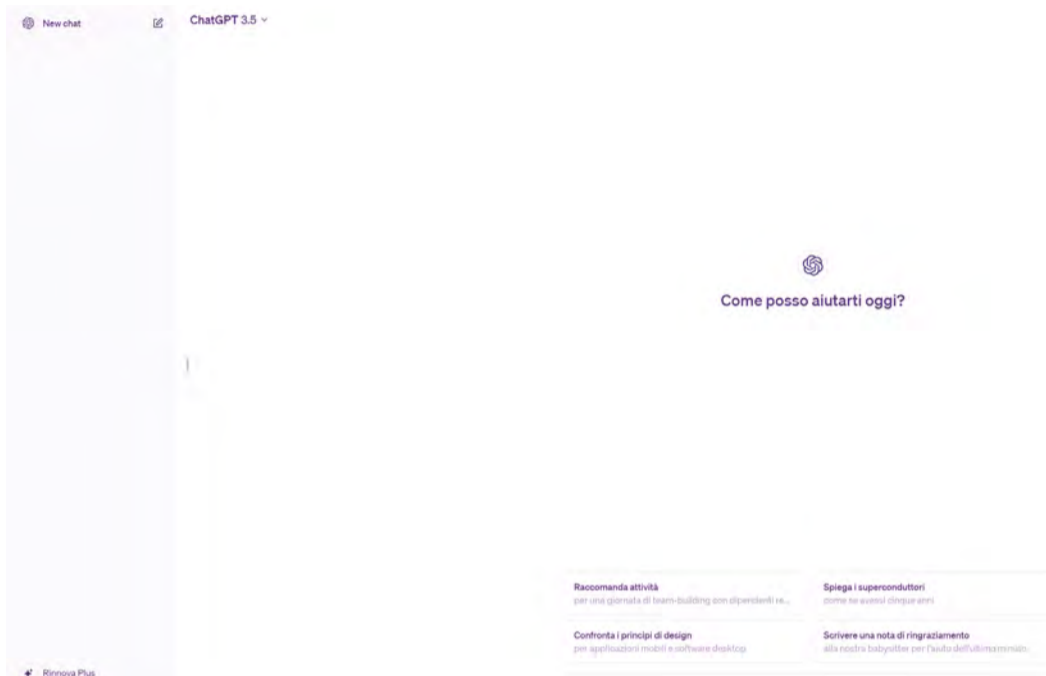 New chat
ChatGPT 3.5
Come posso aiutarti oggi?
Raccomanda attività
per una giornata di team-building con dipendenti re...
Spiega i superconduttori
come se avessi cinque anni
Confronta i principi di design
per applicazioni mobili e software desktop
Scrivere una nota di ringraziamento
alla nostra babysitter per l'aiuto dell'ultimo minuto
Rinnova Plus